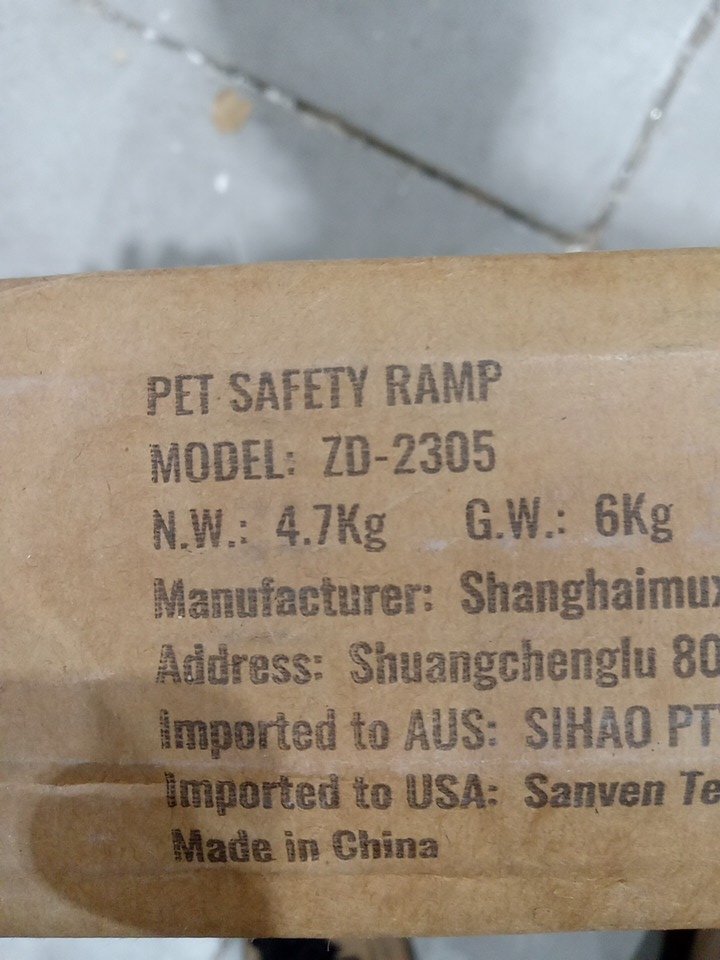 PET SAFETY RAMP
MODEL: ZD-2305
N.W.: 4.7Kg G.W.: 6Kg
Manufacturer: Shanghaimux
Address: Shuangchenglu 80
Imported to AUS: SIHAO PT
Imported to USA: Sanven Te
Made in China